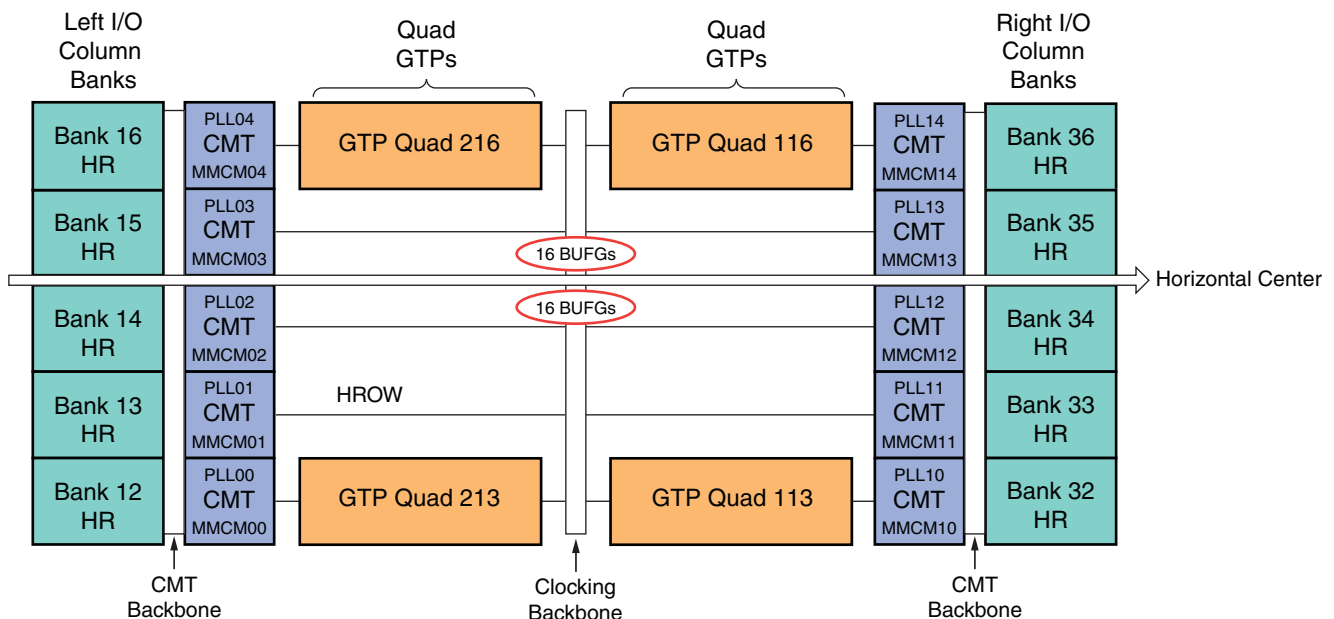 Left I/O
Column
Banks
Quad
GTPs
Quad
GTPs
Right I/O
Column
Banks
Bank 16
HR
PLL04
CMT
MMCM04
GTP Quad 216
GTP Quad 116
PLL14
CMT
MMCM14
Bank 36
HR
Bank 15
HR
PLL03
CMT
MMCM03
16 BUFGs
PLL13
CMT
MMCM13
Bank 35
HR
Horizontal Center
Bank 14
HR
PLL02
CMT
MMCM02
16 BUFGs
PLL12
CMT
MMCM12
Bank 34
HR
Bank 13
HR
PLL01
CMT
MMCM01
HROW
PLL11
CMT
MMCM11
Bank 33
HR
Bank 12
HR
PLL00
CMT
MMCM00
GTP Quad 213
GTP Quad 113
PLL10
CMT
MMCM10
Bank 32
HR
CMT
Backbone
Clocking
Backbone
CMT
Backbone